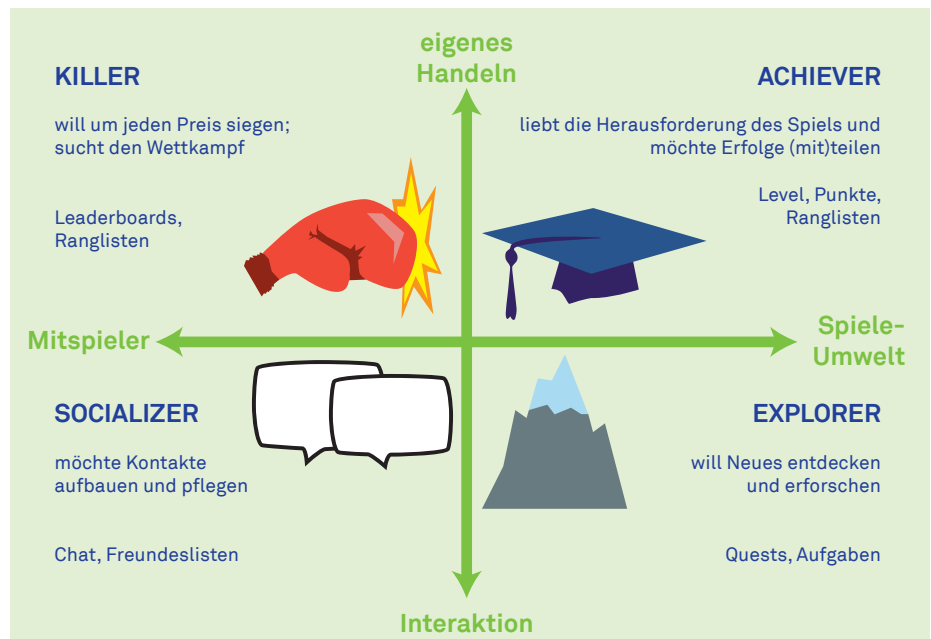 eigenes
Handeln
KILLER
will um jeden Preis siegen;
sucht den Wettkampf
Leaderboards,
Ranglisten
ACHIEVER
liebt die Herausforderung des Spiels und
möchte Erfolge (mit)teilen
Level, Punkte,
Ranglisten
Mitspieler
Spiele-
Umwelt
SOCIALIZER
möchte Kontakte
aufbauen und pflegen
Chat, Freundeslisten
EXPLORER
will Neues entdecken
und erforschen
Quests, Aufgaben
Interaktion